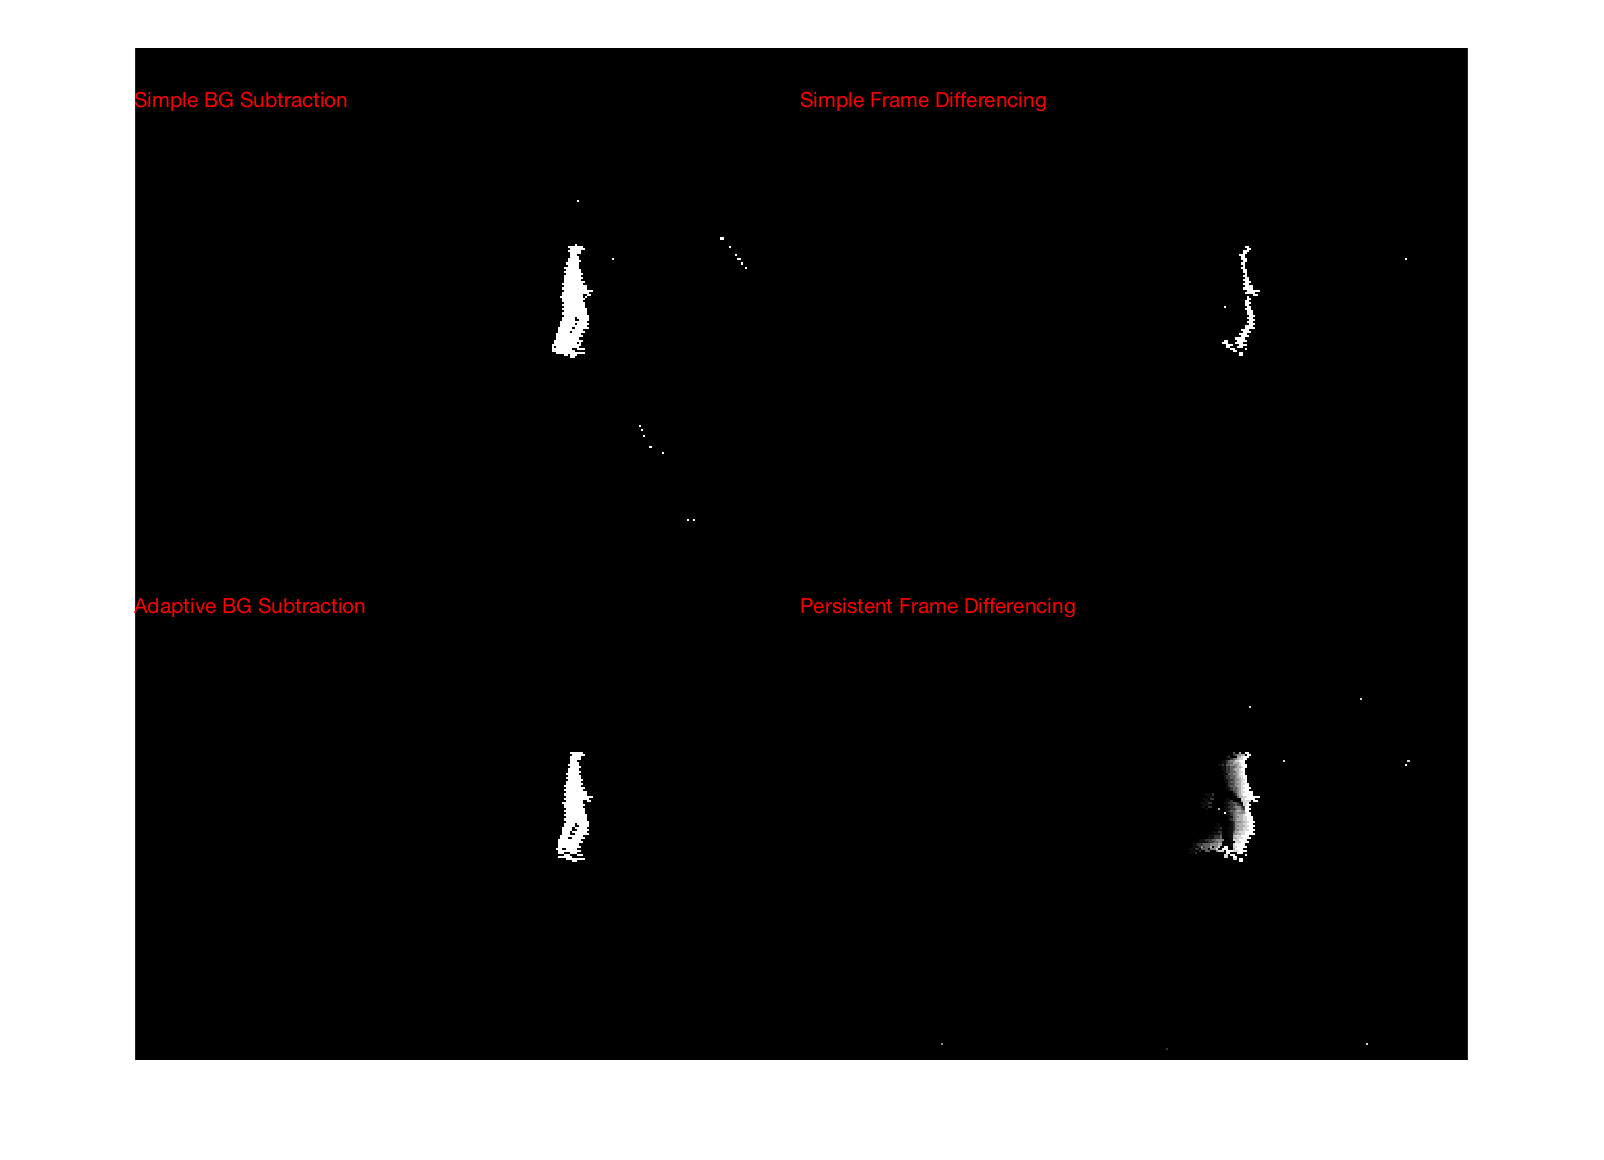 Simple BG Subtraction
Simple Frame Differencing
Adaptive BG Subtraction
Persistent Frame Differencing